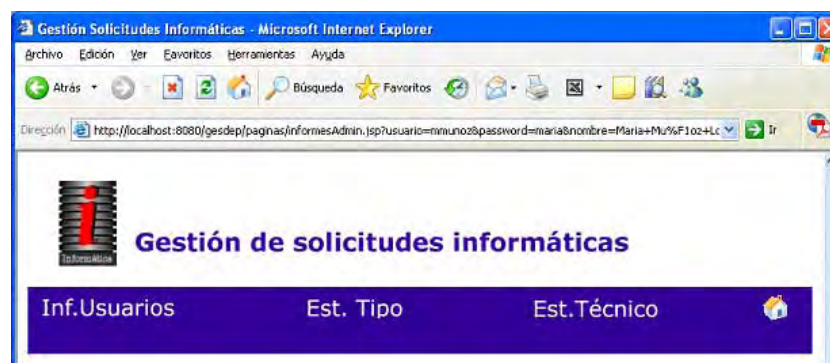 Gestión Solicitudes Informáticas - Microsoft Internet Explorer
Archivo Edición Ver Favoritos Herramientas Ayuda
Atrás Búsqueda Favoritos
Dirección http://localhost:8080/gesdep/paginas/informesAdmin.jsp?usuario=mmunoz&password=maria&nombre=Maria+Mu%F1oz+Lc Ir
i
Informática
Gestión de solicitudes informáticas
Inf.Usuarios Est. Tipo Est.Técnico